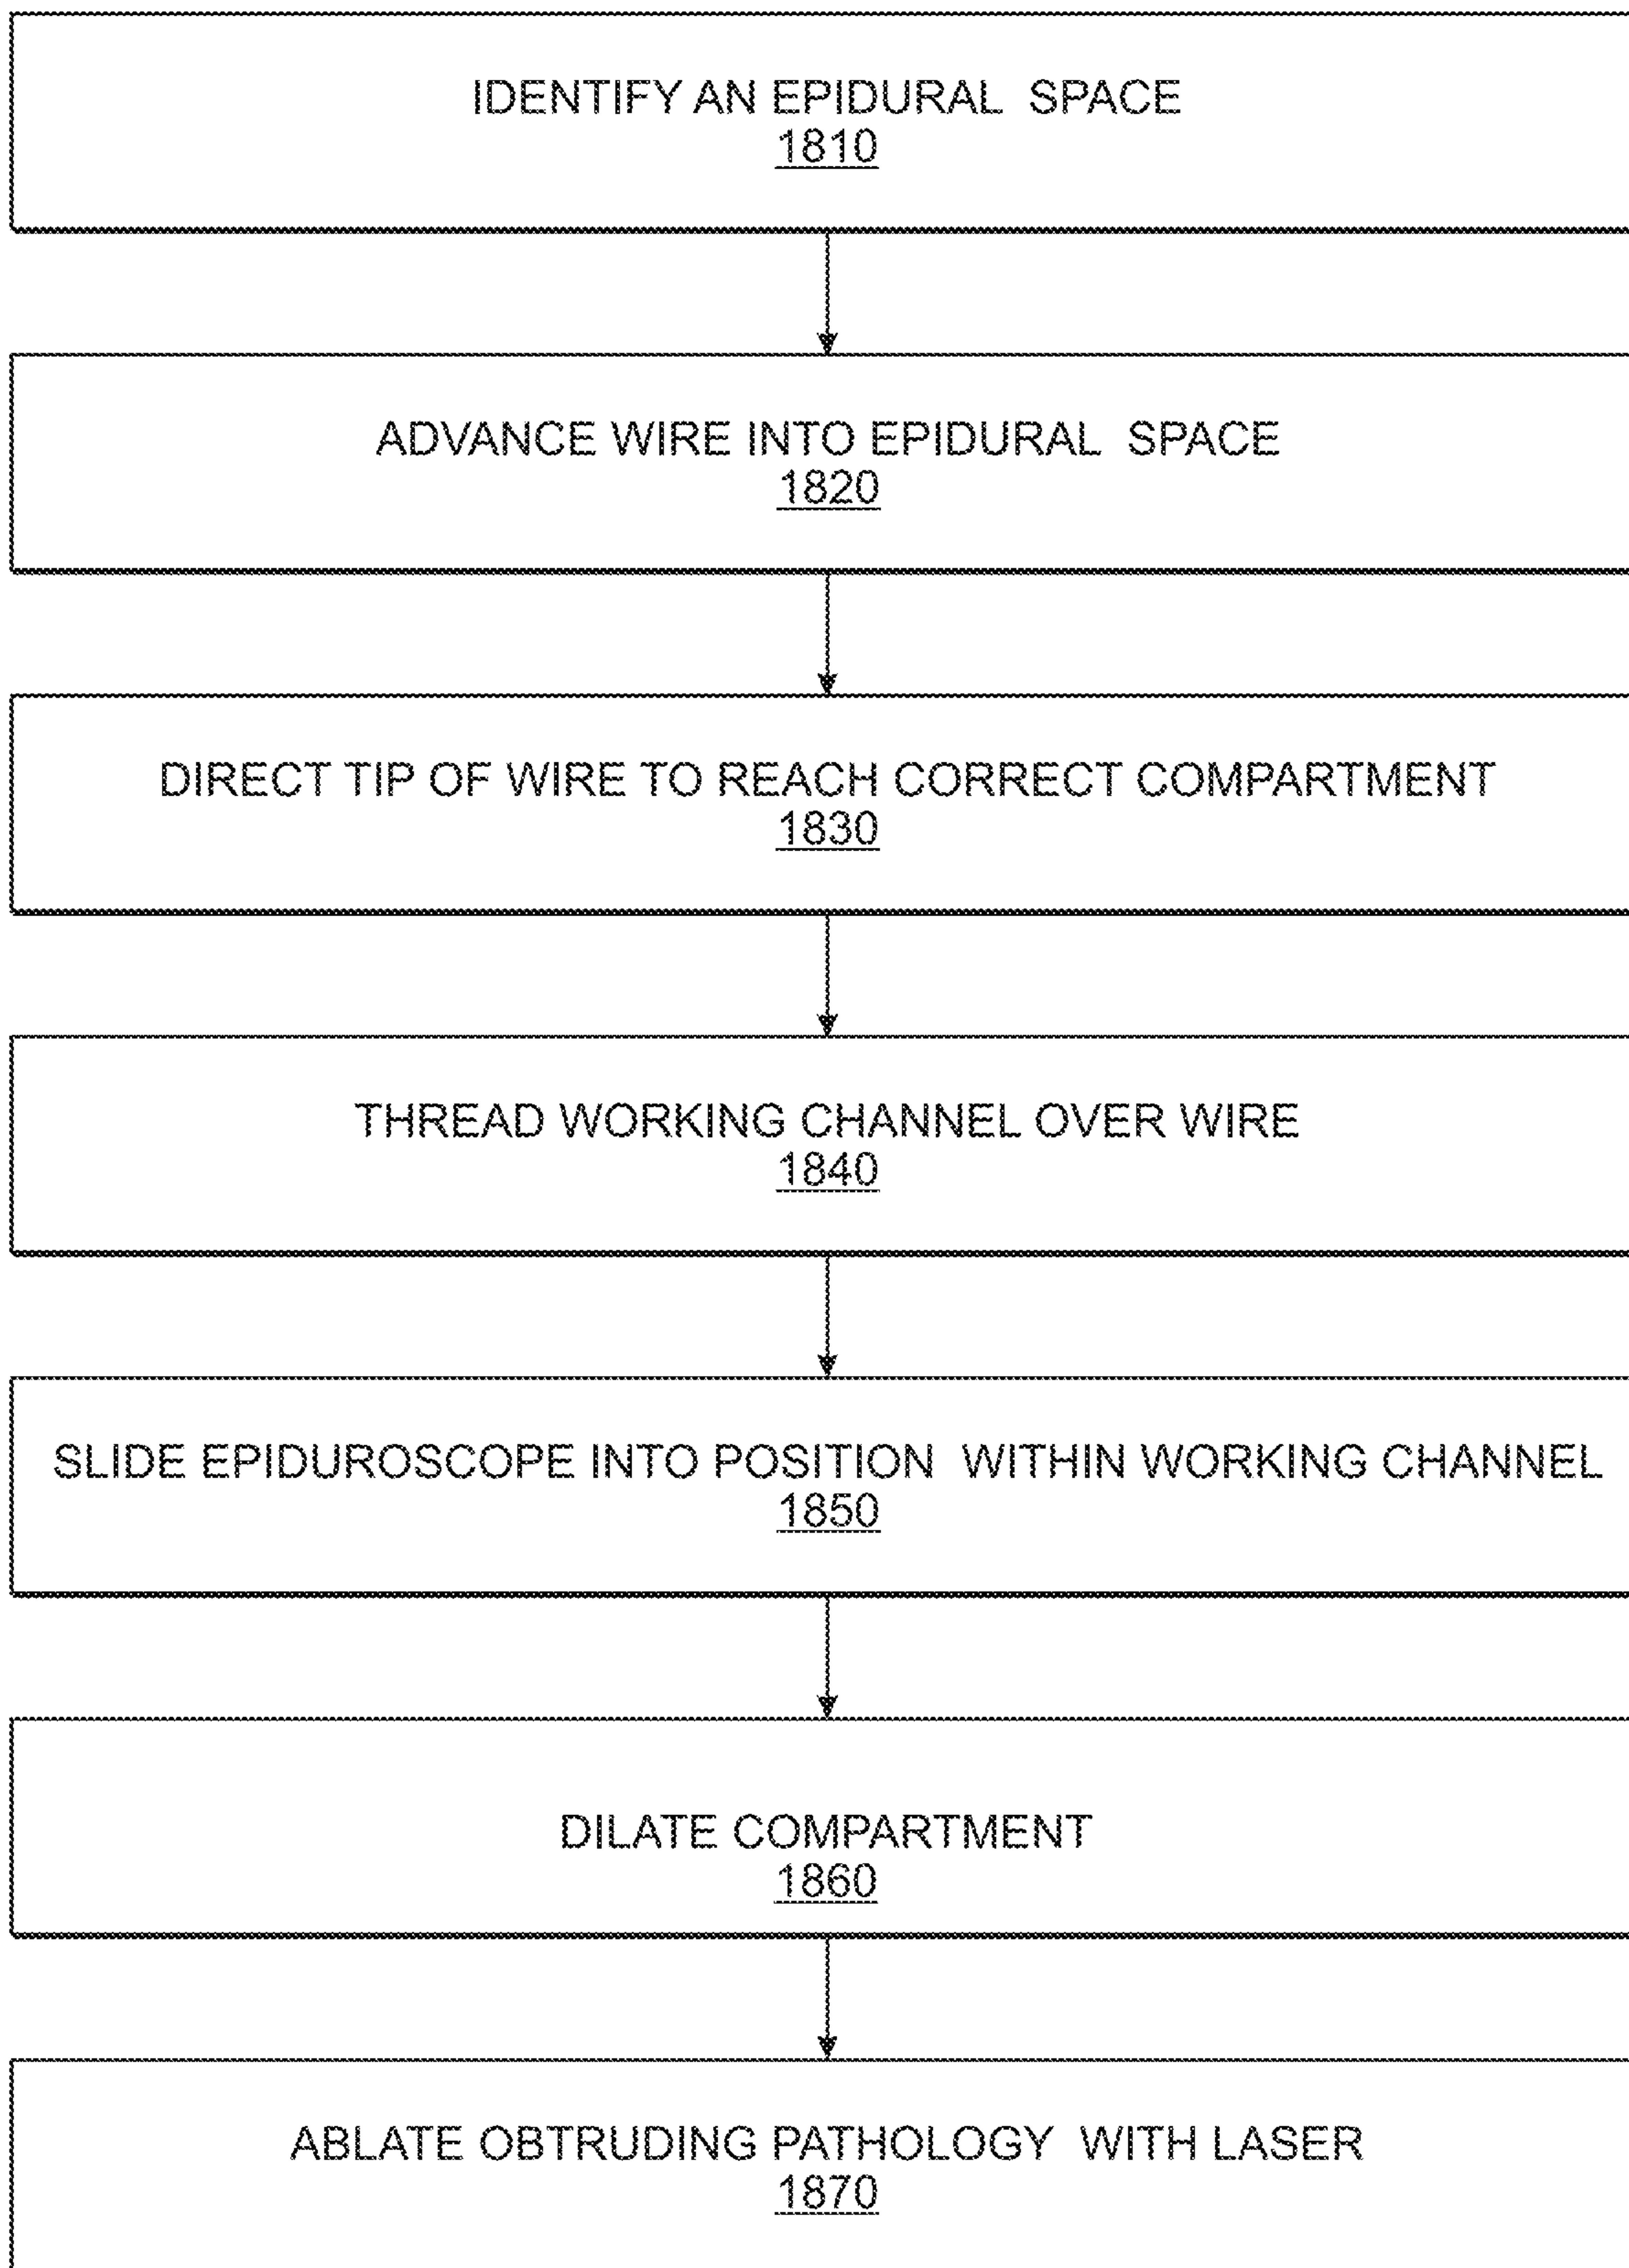 IDENTIFY AN EPIDURAL SPACE
1810
ADVANCE WIRE INTO EPIDURAL SPACE
1820
DIRECT TIP OF WIRE TO REACH CORRECT COMPARTMENT
1830
THREAD WORKING CHANNEL OVER WIRE
1840
SLIDE EPIDUROSCOPE INTO POSITION WITHIN WORKING CHANNEL
1850
DILATE COMPARTMENT
1860
ABLATE OBTRUDING PATHOLOGY WITH LASER
1870